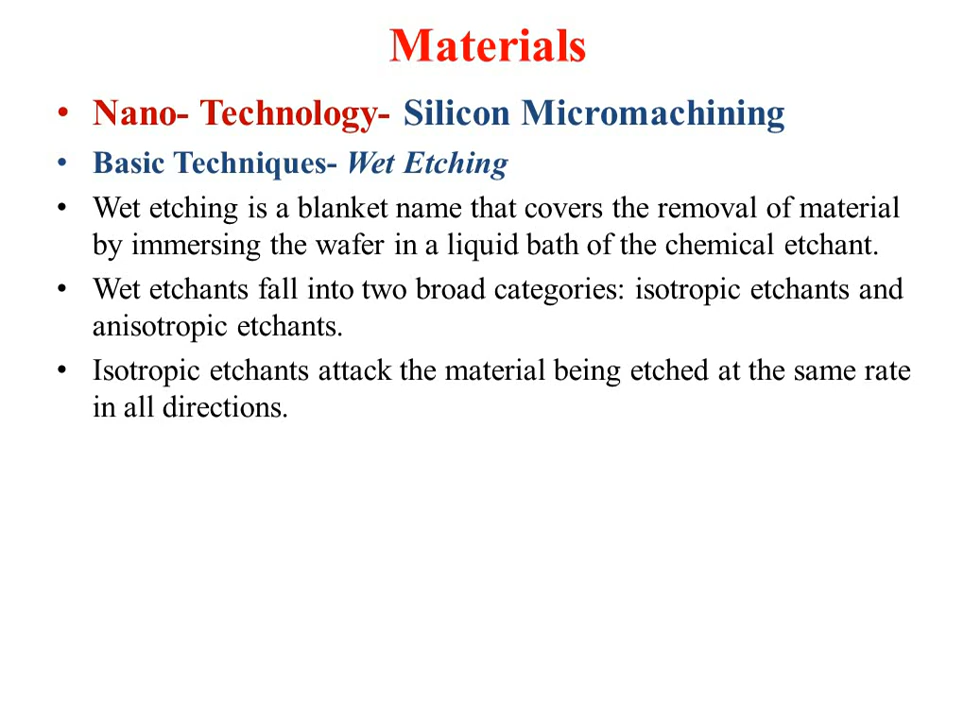 Materials
• Nano- Technology- Silicon Micromachining
• Basic Techniques- Wet Etching
• Wet etching is a blanket name that covers the removal of material
by immersing the wafer in a liquid bath of the chemical etchant.
• Wet etchants fall into two broad categories: isotropic etchants and
anisotropic etchants.
• Isotropic etchants attack the material being etched at the same rate
in all directions.